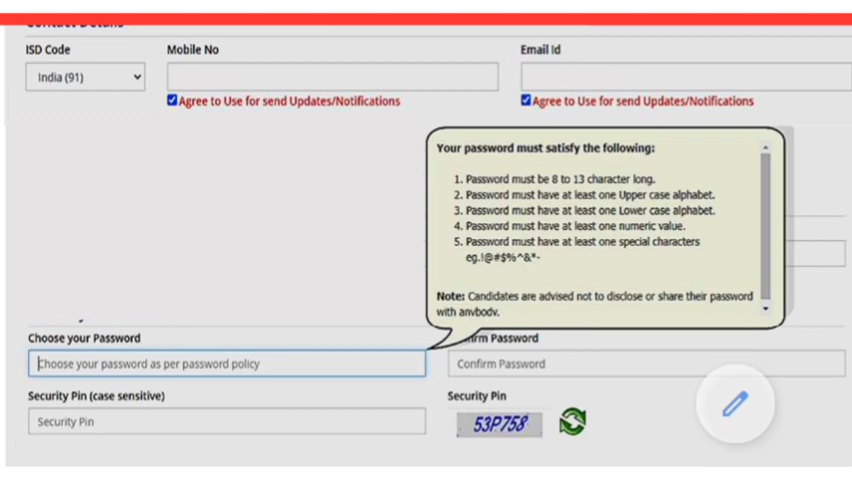 Contact Details
ISD Code Mobile No Email Id
India (91)
Agree to Use for send Updates/Notifications Agree to Use for send Updates/Notifications
Your password must satisfy the following:
1. Password must be 8 to 13 character long.
2. Password must have at least one Upper case alphabet.
3. Password must have at least one Lower case alphabet.
4. Password must have at least one numeric value.
5. Password must have at least one special characters
eg.!@#$%^&*-
Note: Candidates are advised not to disclose or share their password
with anybody.
Choose your Password Password
Choose your password as per password policy Confirm Password
Security Pin (case sensitive) Security Pin
Security Pin 53P758